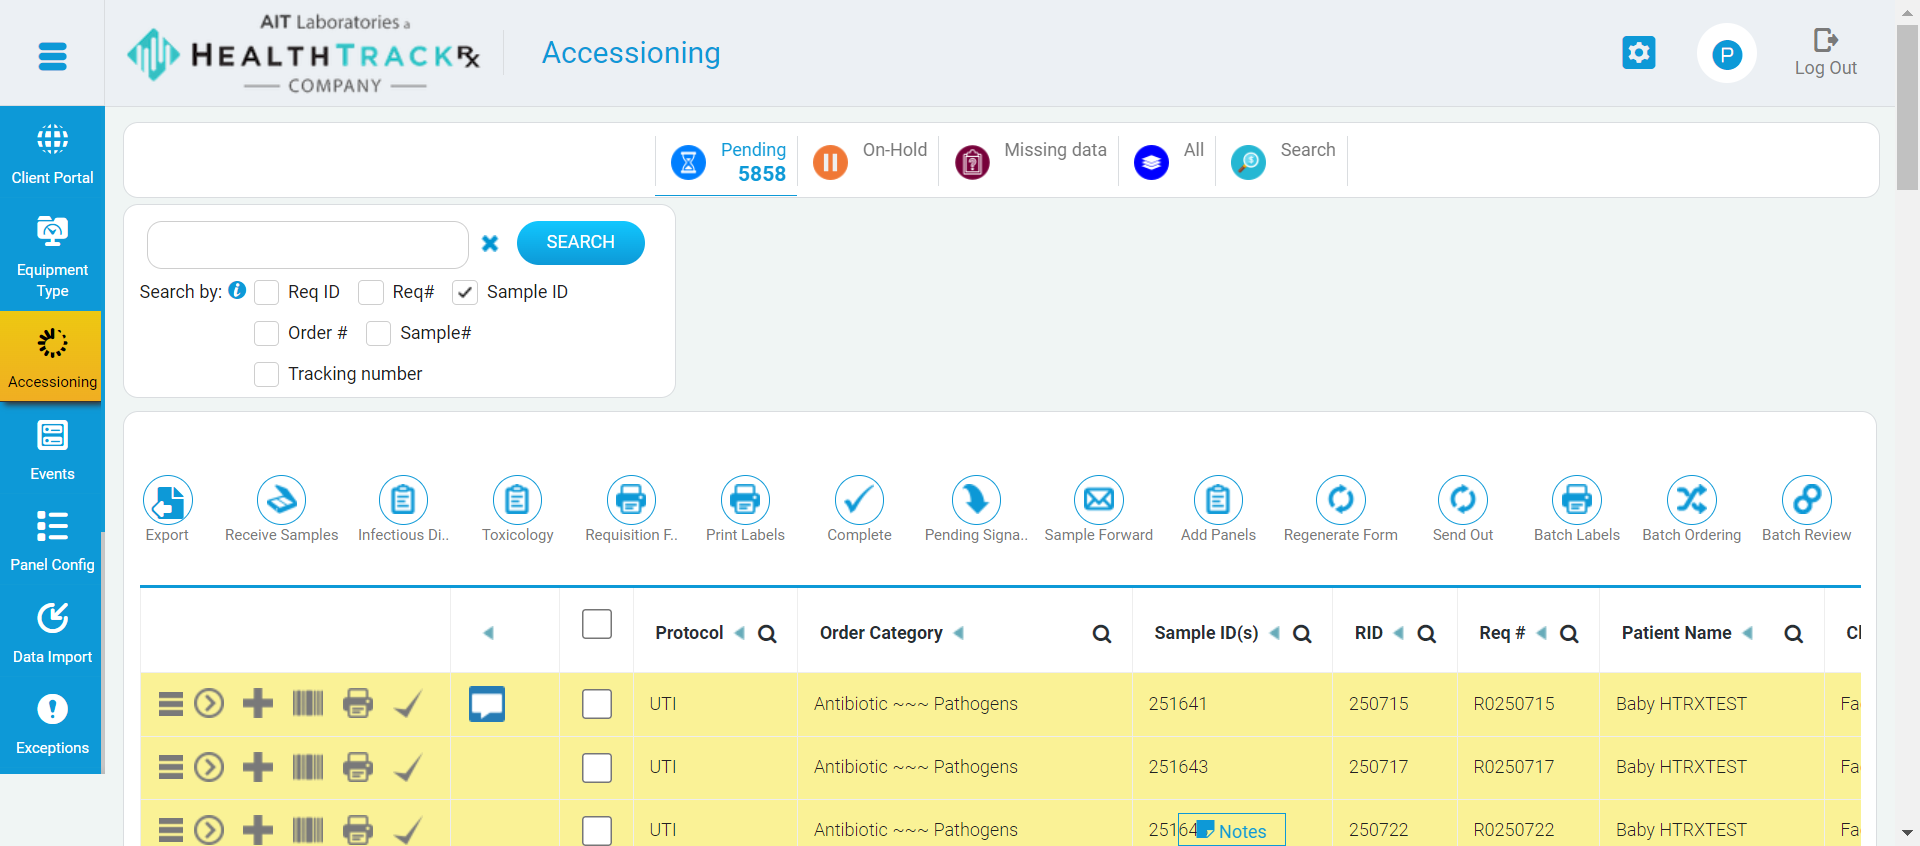 AIT Laboratories a
HEALTHTRACKRx
COMPANY
Accessioning
P
Log Out
Client Portal
Equipment
Type
Accessioning
Events
Panel Config
Data Import
Exceptions
Pending
5858
On-Hold
Missing data
All
Search
SEARCH
Search by:
Req ID
Req#
Sample ID
Order #
Sample#
Tracking number
Export
Receive Samples
Infectious Di..
Toxicology
Requisition F..
Print Labels
Complete
Pending Signa..
Sample Forward
Add Panels
Regenerate Form
Send Out
Batch Labels
Batch Ordering
Batch Review
Protocol Order Category Sample ID(s) RID Req # Patient Name Cl
UTI Antibiotic ~~~ Pathogens 251641 250715 R0250715 Baby HTRXTEST Fa
UTI Antibiotic ~~~ Pathogens 251643 250717 R0250717 Baby HTRXTEST Fa
UTI Antibiotic ~~~ Pathogens 25164 250722 R0250722 Baby HTRXTEST Fa
Notes